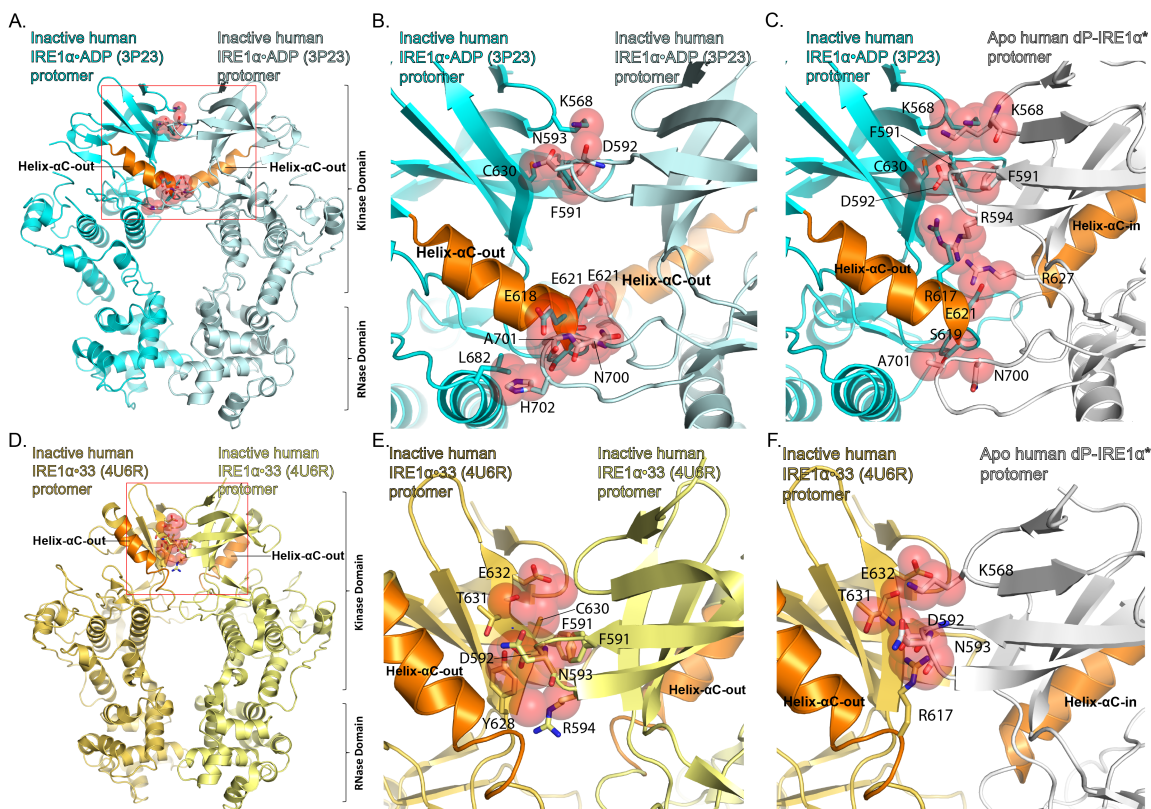 A.
Inactive human
IRE1α•ADP (3P23)
protomer
Inactive human
IRE1α•ADP (3P23)
protomer
Helix-αC-out
Helix-αC-out
Kinase Domain
RNase Domain
B.
Inactive human
IRE1α•ADP (3P23)
protomer
Inactive human
IRE1α•ADP (3P23)
protomer
K568
N593
D592
C630
F591
Helix-αC-out
E621
E621
Helix-αC-out
E618
A701
L682
N700
H702
C.
Inactive human
IRE1α•ADP (3P23)
protomer
Apo human dP-IRE1α*
protomer
K568
K568
F591
C630
F591
D592
R594
Helix-αC-in
Helix-αC-out
R617
R627
E621
S619
A701
N700
D.
Inactive human
IRE1α•33 (4U6R)
protomer
Inactive human
IRE1α•33 (4U6R)
protomer
Helix-αC-out
Helix-αC-out
Kinase Domain
RNase Domain
E.
Inactive human
IRE1α•33 (4U6R)
protomer
Inactive human
IRE1α•33 (4U6R)
protomer
E632
T631
C630
F591
F591
D592
N593
Helix-αC-out
Helix-αC-out
Y628
R594
F.
Inactive human
IRE1α•33 (4U6R)
protomer
Apo human dP-IRE1α*
protomer
E632
K568
T631
D592
N593
Helix-αC-out
Helix-αC-in
R617